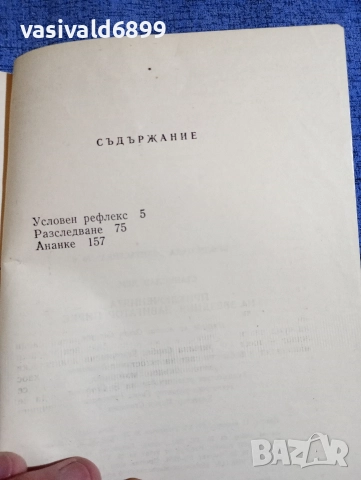 vasivald6899
СЪДЪРЖАНИЕ
Условен рефлекс 5
Разследване 75
Ананке 157
BAZAR